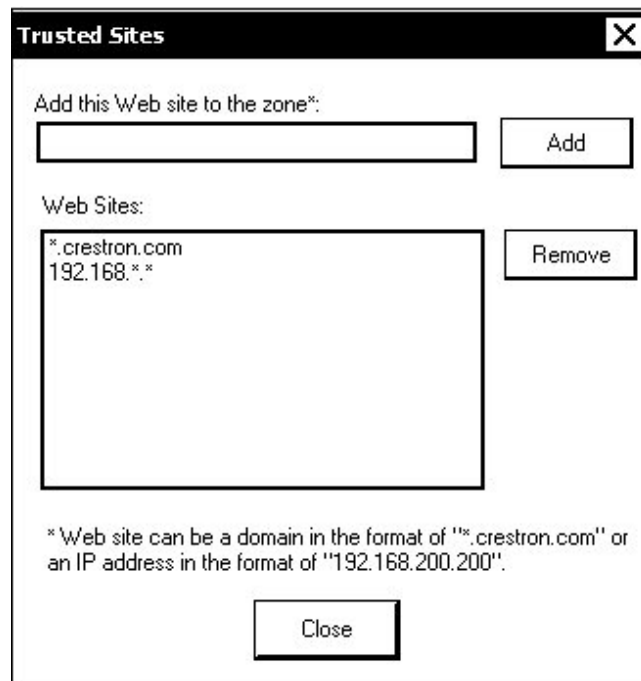 Trusted Sites
Add this Web site to the zone*:
Add
Web Sites:
*.crestron.com
192.168.*.*
Remove
* Web site can be a domain in the format of "*.crestron.com" or
an IP address in the format of "192.168.200.200".
Close